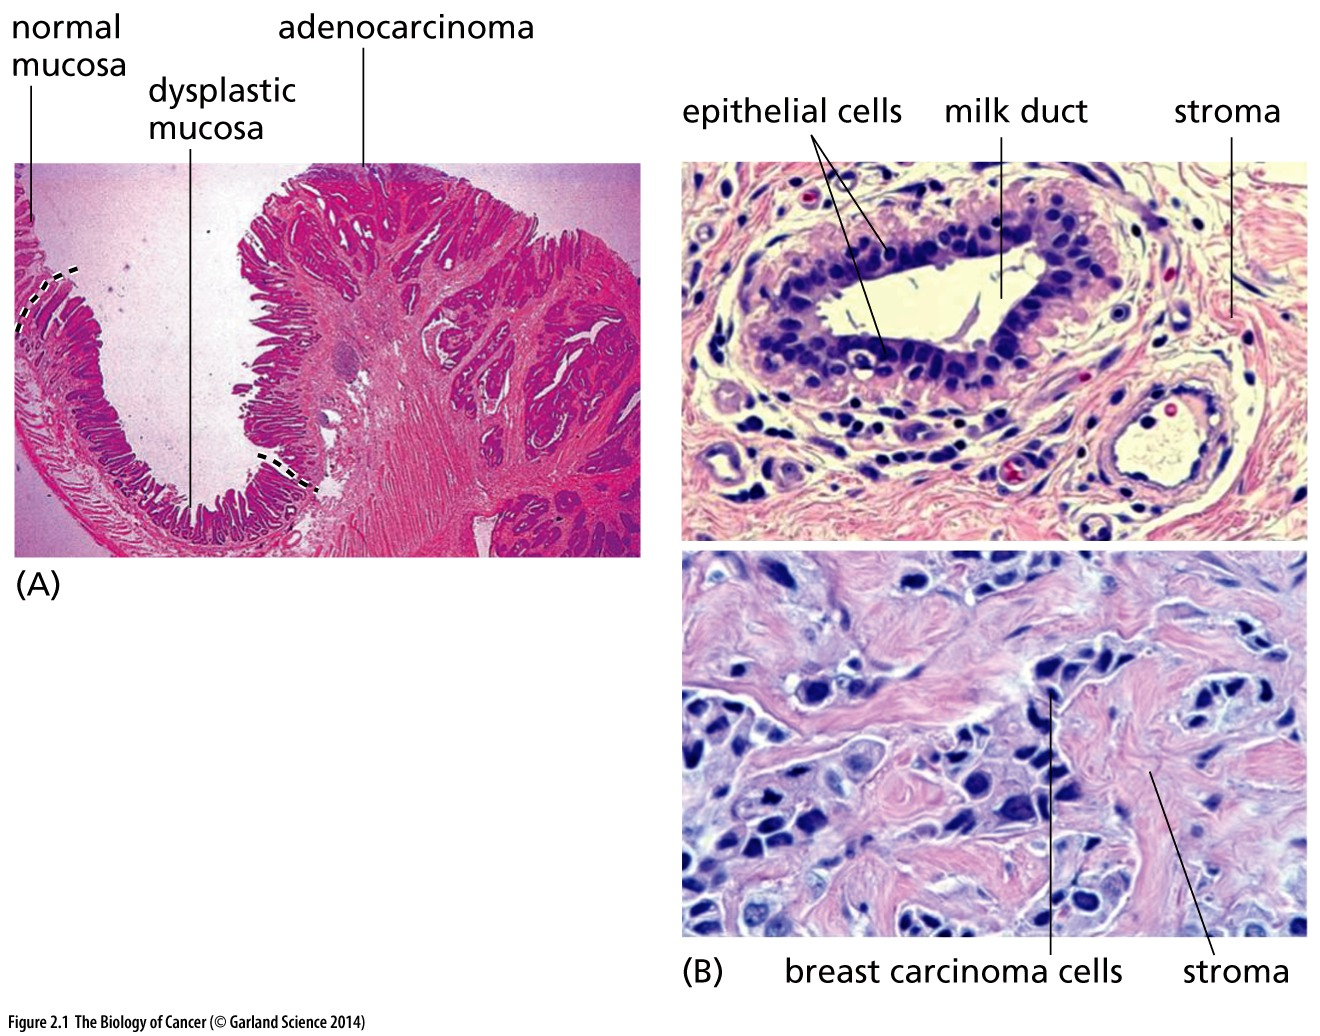 normal
mucosa
adenocarcinoma
dysplastic
mucosa
(A)
epithelial cells
milk duct
stroma
(B)
breast carcinoma cells
stroma
Figure 2.1 The Biology of Cancer (© Garland Science 2014)